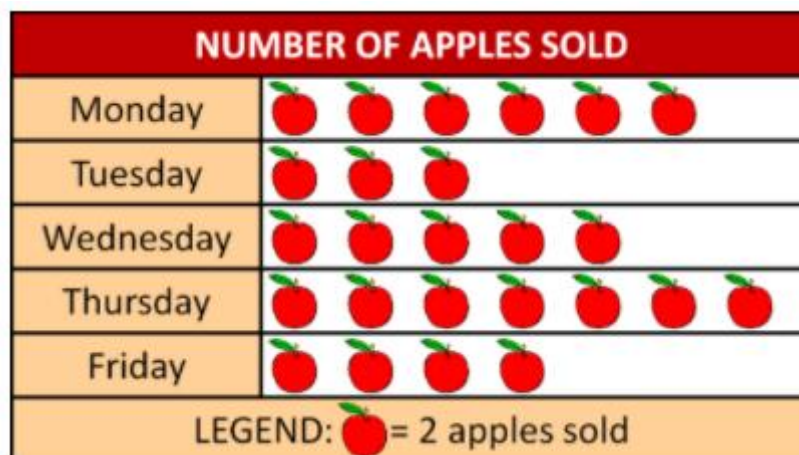 NUMBER OF APPLES SOLD
Monday
Tuesday
Wednesday
Thursday
Friday
LEGEND: = 2 apples sold